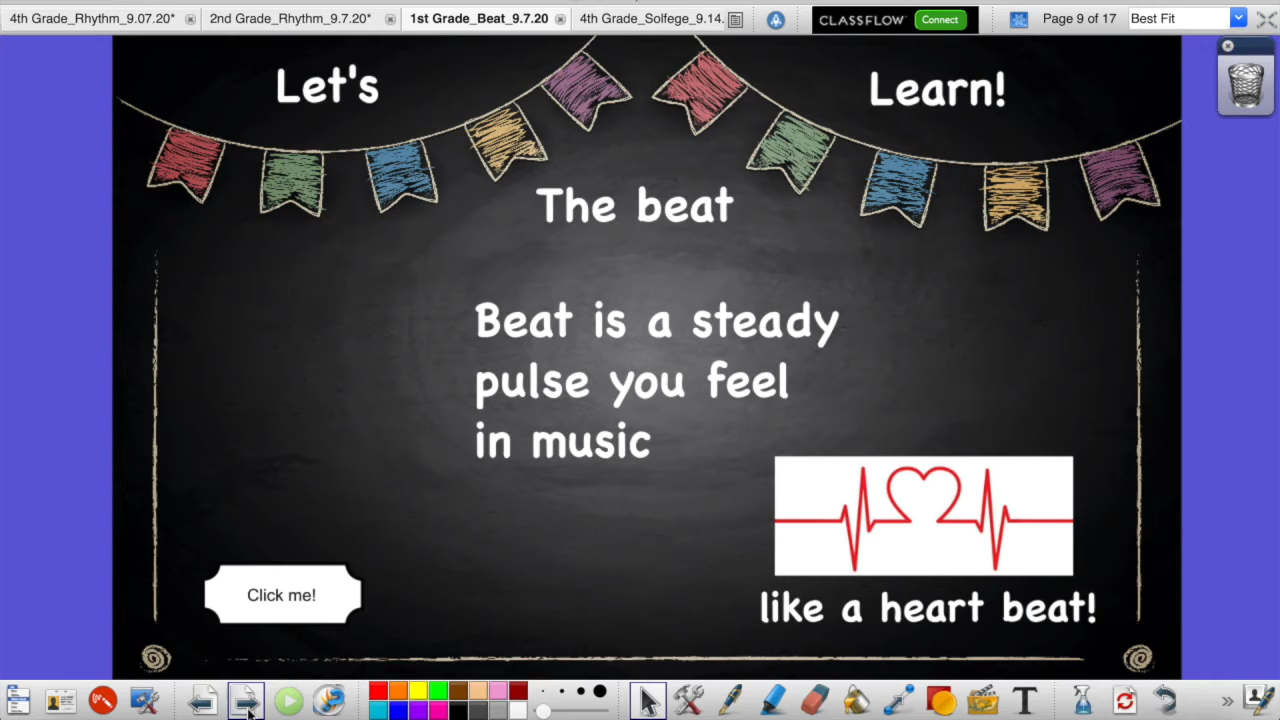 4th Grade_Rhythm_9.07.20*
2nd Grade_Rhythm_9.7.20*
1st Grade_Beat_9.7.20
4th Grade_Solfege_9.14.
CLASSFLOW
Connect
Page 9 of 17
Best Fit
Let's
Learn!
The beat
Beat is a steady
pulse you feel
in music
Click me!
like a heart beat!